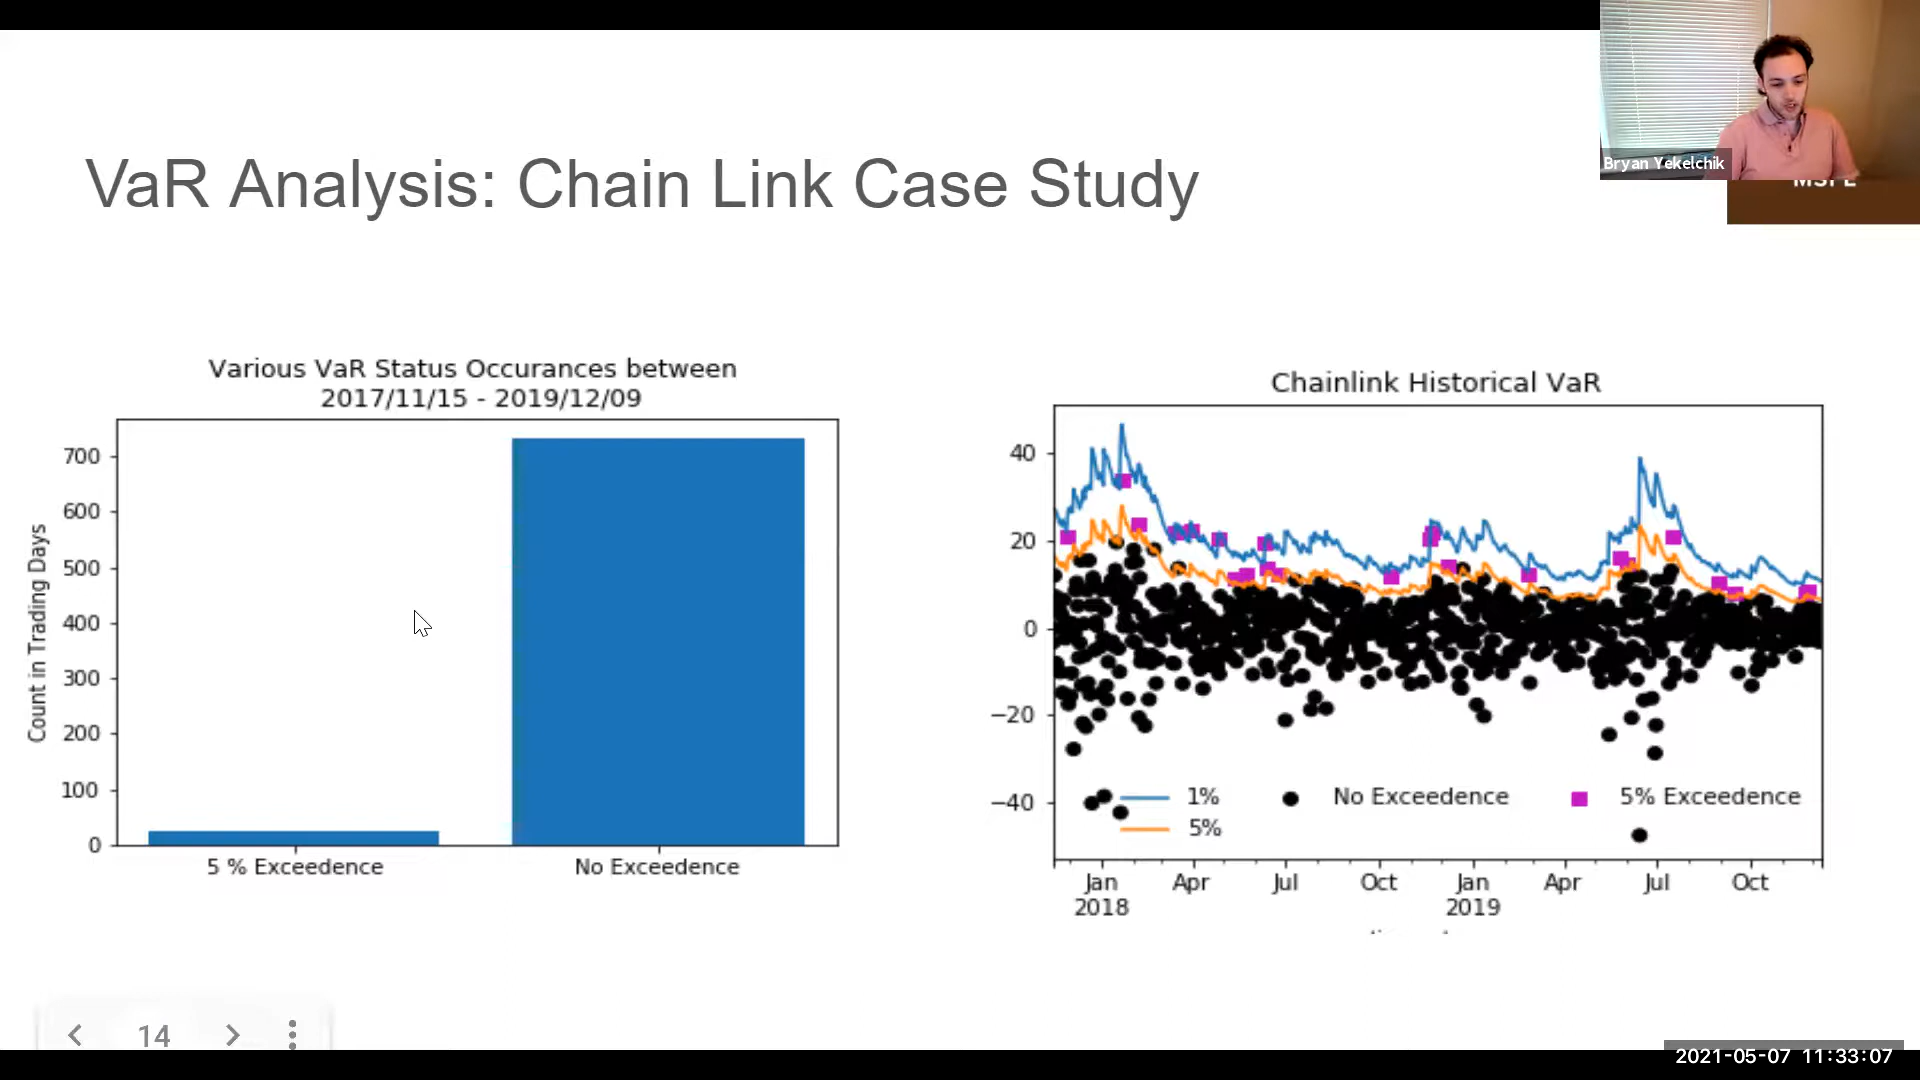 Bryan Yekelchik
VaR Analysis: Chain Link Case Study
Various VaR Status Occurances between
2017/11/15 - 2019/12/09
Count in Trading Days
700
600
500
400
300
200
100
0
5 % Exceedence
No Exceedence
Chainlink Historical VaR
40
20
0
−20
−40
1%
5%
No Exceedence
5% Exceedence
Jan
2018
Apr
Jul
Oct
Jan
2019
Apr
Jul
Oct
14
2021-05-07 11:33:07